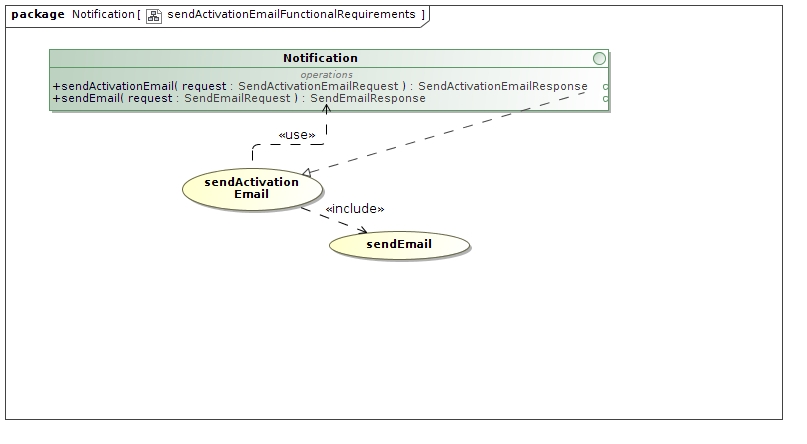 package Notification[ sendActivationEmailFunctionalRequirements ]
Notification
operations
+sendActivationEmail( request : SendActivationEmailRequest ) : SendActivationEmailResponse
+sendEmail( request : SendEmailRequest ) : SendEmailResponse
«use»
sendActivation
Email
«include»
sendEmail